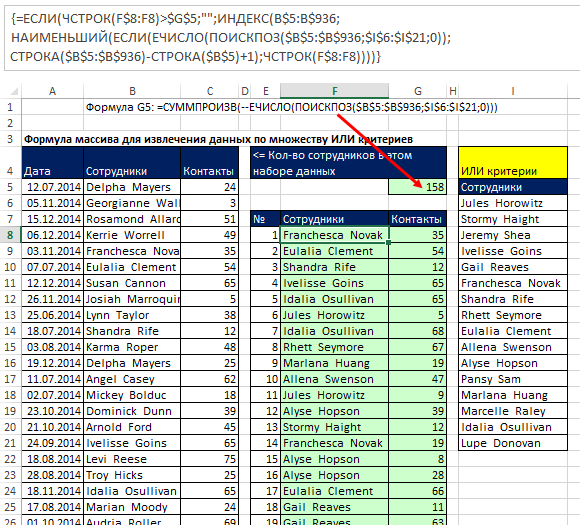 {=ЕСЛИ(ЧСТРОК(F$8:F8)>$G$5;"";ИНДЕКС(B$5:B$936;
НАИМЕНЬШИЙ(ЕСЛИ(ЕЧИСЛО(ПОИСКПОЗ($B$5:$B$936;$I$6:$I$21;0));
СТРОКА($B$5:$B$936)-СТРОКА($B$5)+1);ЧСТРОК(F$8:F8))))}
A B C D E F G H I
1 Формула G5: =СУММПРОИЗВ(--ЕЧИСЛО(ПОИСКПОЗ($B$5:$B$936;$I$6:$I$21;0)))
2
3 Формула массива для извлечения данных по множеству ИЛИ критериев
4 Дата Сотрудники Контакты <= Кол-во сотрудников в этом наборе данных ИЛИ критерии
5 12.07.2014 Delpha Mayers 24 158 Сотрудники
6 05.11.2014 Georgianne Wall 3 Jules Horowitz
7 15.12.2014 Rosamond Allard 51 № Сотрудники Контакты Stormy Haight
8 06.12.2014 Kerrie Worrell 49 1 Franchesca Novak 35 Jeremy Shea
9 03.11.2014 Franchesca Nova 35 2 Eulalia Clement 54 Ivelisse Goins
10 07.07.2014 Eulalia Clement 54 3 Shandra Rife 12 Gail Reaves
11 12.12.2014 Susan Cannon 65 4 Ivelisse Goins 65 Franchesca Novak
12 26.11.2014 Josiah Marroquin 5 5 Idalia Osullivan 65 Shandra Rife
13 25.06.2014 Lynn Taylor 38 6 Jules Horowitz 5 Rhett Seymore
14 18.07.2014 Shandra Rife 12 7 Idalia Osullivan 68 Eulalia Clement
15 03.08.2014 Karma Roper 48 8 Rhett Seymore 67 Allena Swenson
16 19.12.2014 Delpha Mayers 25 9 Marlana Huang 19 Alyse Hopson
17 11.07.2014 Angel Casey 62 10 Allena Swenson 47 Pansy Sam
18 02.07.2014 Mickey Bolduc 18 11 Jules Horowitz 9 Marlana Huang
19 23.10.2014 Dominick Dunn 39 12 Alyse Hopson 39 Marcelle Raley
20 21.10.2014 Arnold Ford 45 13 Stormy Haight 12 Idalia Osullivan
21 24.09.2014 Ivelisse Goins 65 14 Franchesca Novak 19 Lupe Donovan
22 18.08.2014 Levi Reese 75 15 Alyse Hopson 8
23 28.08.2014 Troy Hicks 25 16 Alyse Hopson 28
24 18.11.2014 Idalia Osullivan 65 17 Eulalia Clement 66
25 17.08.2014 Marian Moody 24 18 Gail Reaves 11
01.10.2014 Audria Roller 69 19 Gail Reaves 63